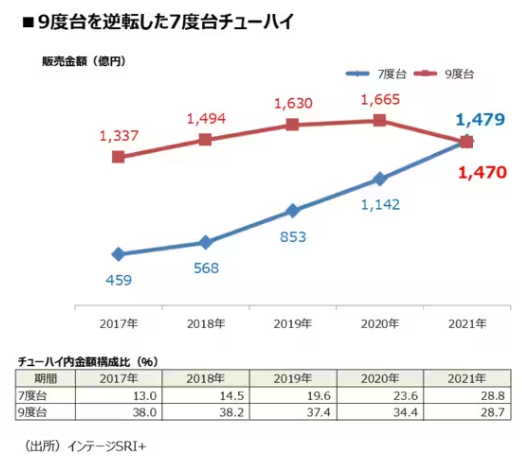 ■9度台を逆転した7度台チューハイ
販売金額（億円）
7度台 9度台
1,337 1,494 1,630 1,665 1,479
1,470
459 568 853 1,142
2017年 2018年 2019年 2020年 2021年
チューハイ内金額構成比（%）
期間 2017年 2018年 2019年 2020年 2021年
7度台 13.0 14.5 19.6 23.6 28.8
9度台 38.0 38.2 37.4 34.4 28.7
（出所）インテージSRI+